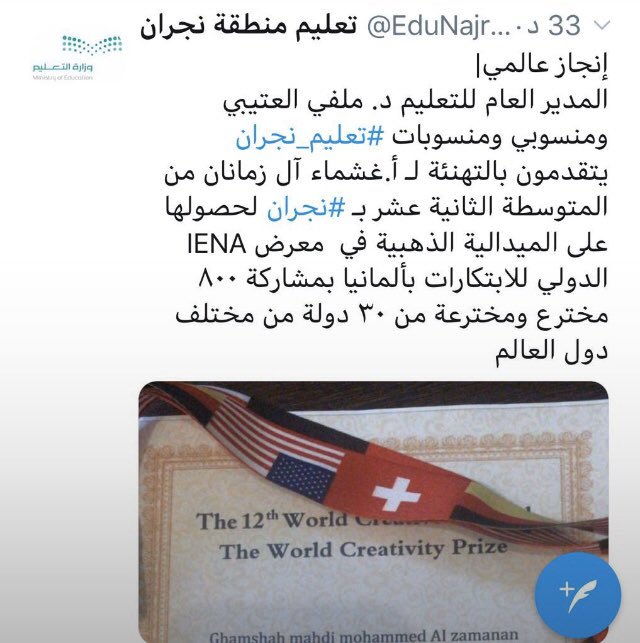 تعليم منطقة نجران @EduNajr...‎ · 33 د
وزارة التعليم
Ministry of Education
إنجاز عالمي|
المدير العام للتعليم د. ملفي العتيبي
ومنسوبي ومنسوبات #تعليم_نجران
يتقدمون بالتهنئة لـ أ.غشماء آل زمانان من
المتوسطة الثانية عشر بـ #نجران لحصولها
على الميدالية الذهبية في معرض IENA
الدولي للابتكارات بألمانيا بمشاركة ٨٠٠
مخترع ومخترعة من ٣٠ دولة من مختلف
دول العالم
The 12th World
The World Creativity Prize
Ghamshah mahdi mohammed Al zamanan